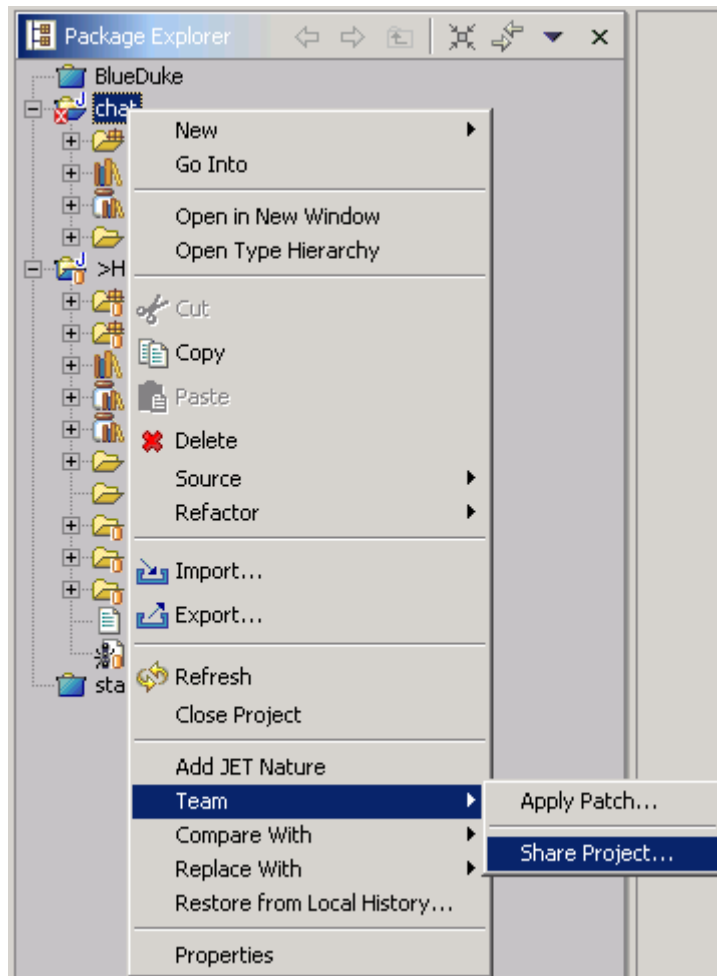 Package Explorer
BlueDuke
chat
New
Go Into
Open in New Window
Open Type Hierarchy
>H
Cut
Copy
Paste
Delete
Source
Refactor
Import...
Export...
Refresh
sta
Close Project
Add JET Nature
Team
Apply Patch...
Compare With
Share Project...
Replace With
Restore from Local History...
Properties